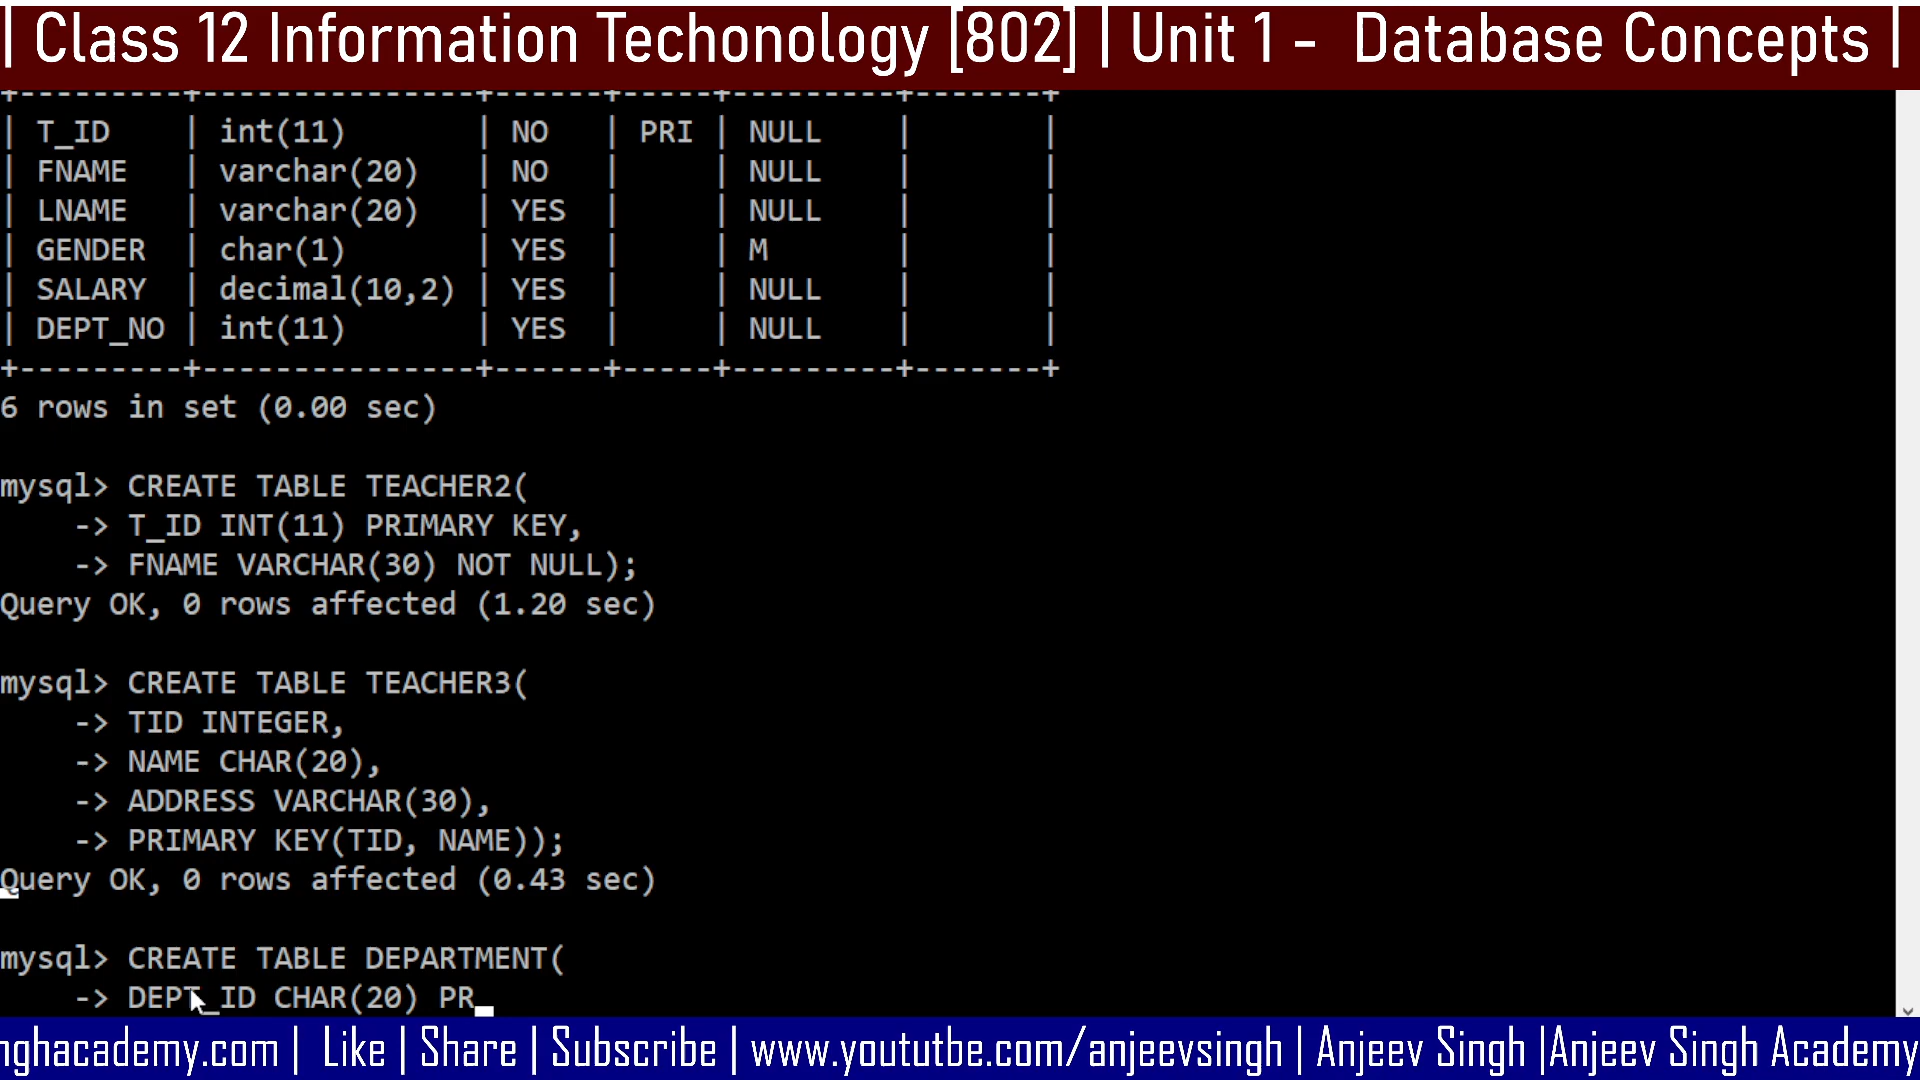 | Class 12 Information Techonology [802] | Unit 1 - Database Concepts |
+---------+---------------+------+-----+---------+-------+
| T_ID    | int(11)       | NO   | PRI | NULL    |       |
| FNAME   | varchar(20)   | NO   |     | NULL    |       |
| LNAME   | varchar(20)   | YES  |     | NULL    |       |
| GENDER  | char(1)       | YES  |     | M       |       |
| SALARY  | decimal(10,2) | YES  |     | NULL    |       |
| DEPT_NO | int(11)       | YES  |     | NULL    |       |
+---------+---------------+------+-----+---------+-------+
6 rows in set (0.00 sec)
mysql> CREATE TABLE TEACHER2(
    -> T_ID INT(11) PRIMARY KEY,
    -> FNAME VARCHAR(30) NOT NULL);
Query OK, 0 rows affected (1.20 sec)
mysql> CREATE TABLE TEACHER3(
    -> TID INTEGER,
    -> NAME CHAR(20),
    -> ADDRESS VARCHAR(30),
    -> PRIMARY KEY(TID, NAME));
Query OK, 0 rows affected (0.43 sec)
mysql> CREATE TABLE DEPARTMENT(
    -> DEPT_ID CHAR(20) PR_
nghacademy.com | Like | Share | Subscribe | www.yoututbe.com/anjeevsingh | Anjeev Singh |Anjeev Singh Academy